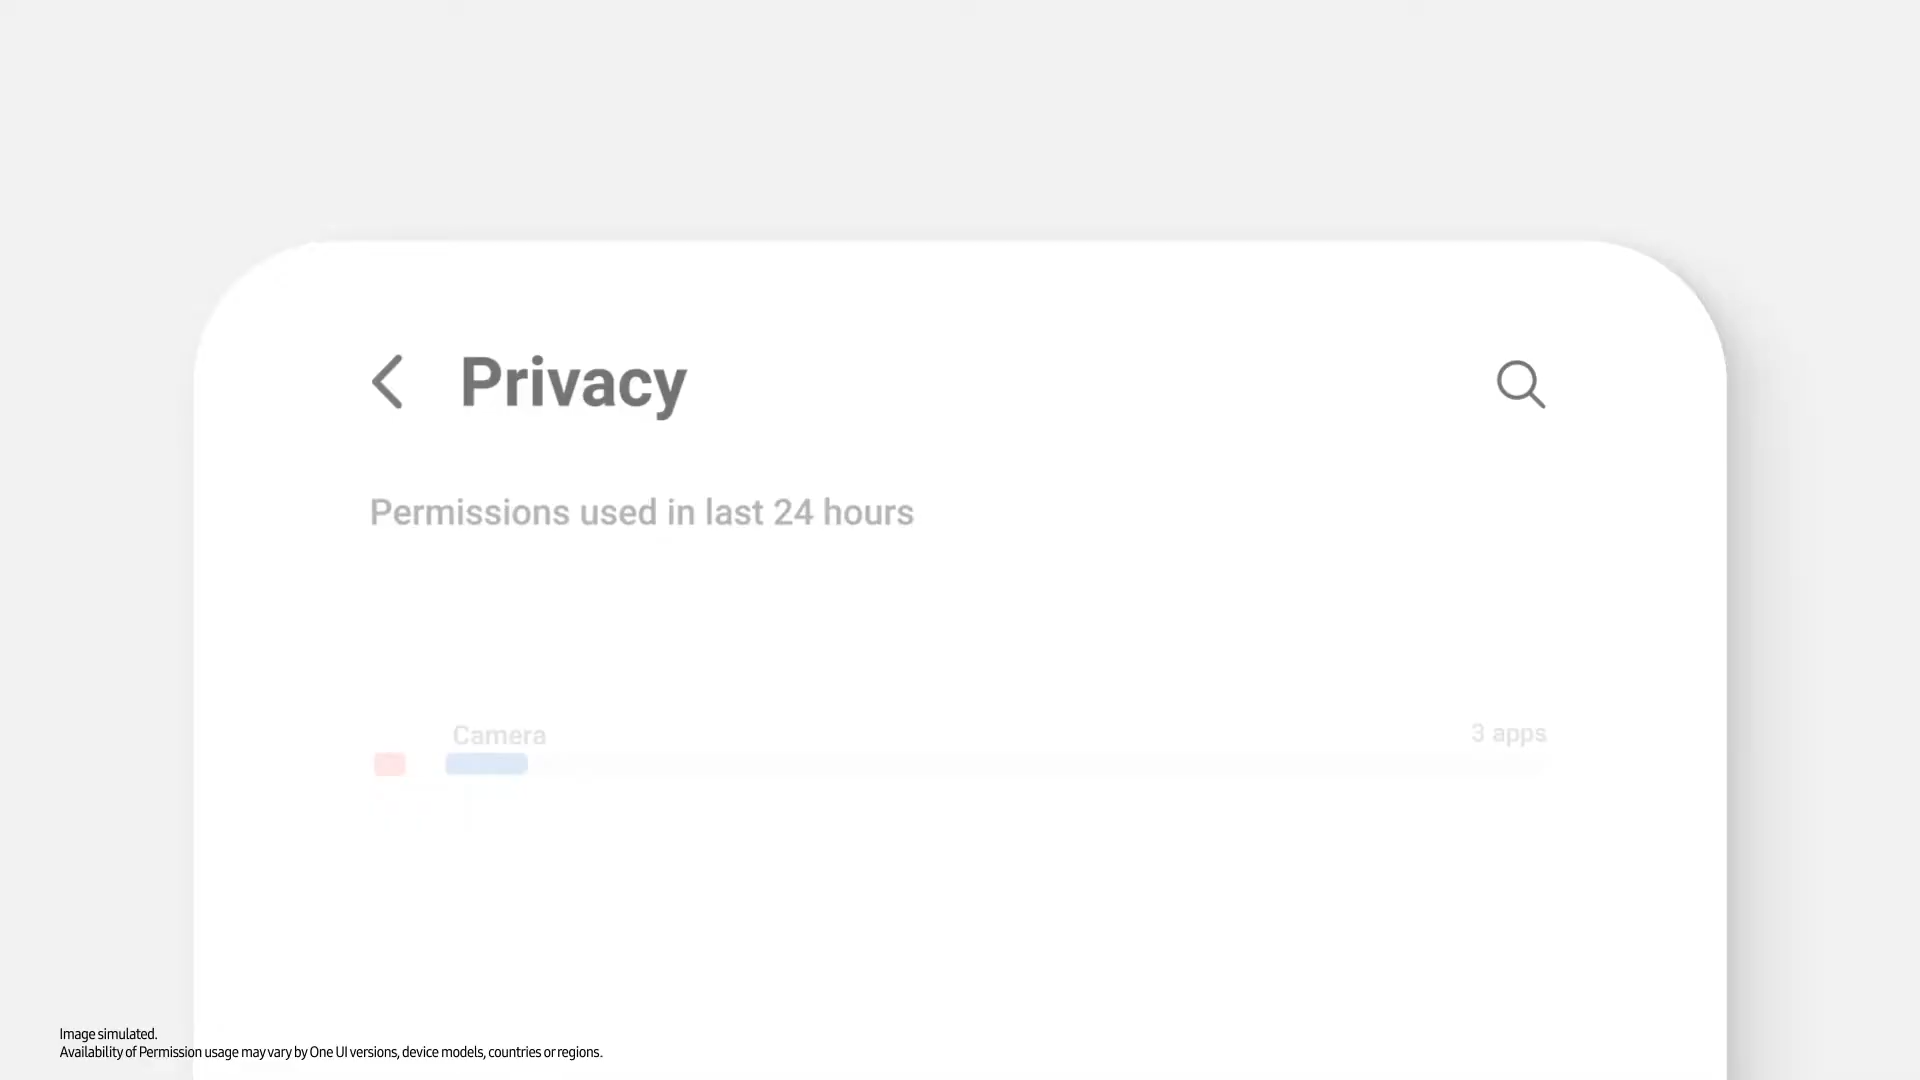 Privacy
Permissions used in last 24 hours
Camera
3 apps
Image simulated.
Availability of Permission usage may vary by One UI versions, device models, countries or regions.